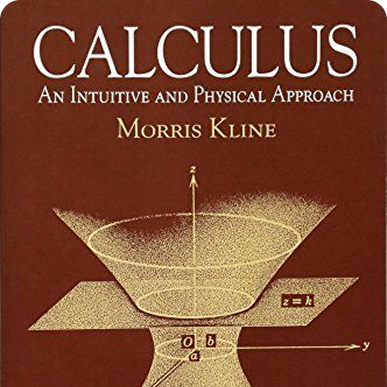 CALCULUS
AN INTUITIVE AND PHYSICAL APPROACH
MORRIS KLINE
z
z = k
O b
a
y